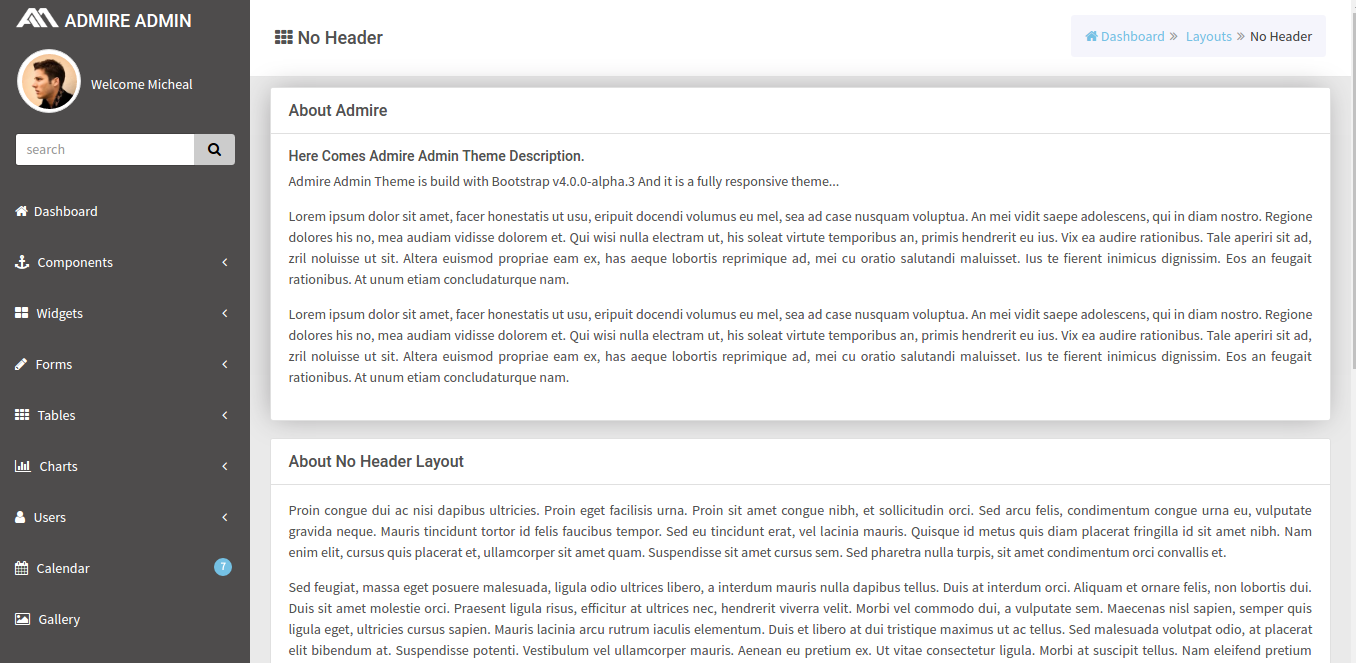 ADMIRE ADMIN
Welcome Micheal
search
Dashboard
Components
Widgets
Forms
Tables
Charts
Users
Calendar 7
Gallery
No Header
Dashboard » Layouts » No Header
About Admire
Here Comes Admire Admin Theme Description.
Admire Admin Theme is build with Bootstrap v4.0.0-alpha.3 And it is a fully responsive theme...
Lorem ipsum dolor sit amet, facer honestatis ut usu, eripuit docendi volumus eu mel, sea ad case nusquam voluptua. An mei vidit saepe adolescens, qui in diam nostro. Regione
dolores his no, mea audiam vidisse dolorem et. Qui wisi nulla electram ut, his soleat virtute temporibus an, primis hendrerit eu ius. Vix ea audire rationibus. Tale aperiri sit ad,
zril noluisse ut sit. Altera euismod propriae eam ex, has aeque lobortis reprimique ad, mei cu oratio salutandi maluisset. Ius te fierent inimicus dignissim. Eos an feugait
rationibus. At unum etiam concludaturque nam.
Lorem ipsum dolor sit amet, facer honestatis ut usu, eripuit docendi volumus eu mel, sea ad case nusquam voluptua. An mei vidit saepe adolescens, qui in diam nostro. Regione
dolores his no, mea audiam vidisse dolorem et. Qui wisi nulla electram ut, his soleat virtute temporibus an, primis hendrerit eu ius. Vix ea audire rationibus. Tale aperiri sit ad,
zril noluisse ut sit. Altera euismod propriae eam ex, has aeque lobortis reprimique ad, mei cu oratio salutandi maluisset. Ius te fierent inimicus dignissim. Eos an feugait
rationibus. At unum etiam concludaturque nam.
About No Header Layout
Proin congue dui ac nisi dapibus ultricies. Proin eget facilisis urna. Proin sit amet congue nibh, et sollicitudin orci. Sed arcu felis, condimentum congue urna eu, vulputate
gravida neque. Mauris tincidunt tortor id felis faucibus tempor. Sed eu tincidunt erat, vel lacinia mauris. Quisque id metus quis diam placerat fringilla id sit amet nibh. Nam
enim elit, cursus quis placerat et, ullamcorper sit amet quam. Suspendisse sit amet cursus sem. Sed pharetra nulla turpis, sit amet condimentum orci convallis et.
Sed feugiat, massa eget posuere malesuada, ligula odio ultrices libero, a interdum mauris nulla dapibus tellus. Duis at interdum orci. Aliquam et ornare felis, non lobortis dui.
Duis sit amet molestie orci. Praesent ligula risus, efficitur at ultrices nec, hendrerit viverra velit. Morbi vel commodo dui, a vulputate sem. Maecenas nisl sapien, semper quis
ligula eget, ultricies cursus sapien. Mauris lacinia arcu rutrum iaculis elementum. Duis et libero at dui tristique maximus ut ac tellus. Sed malesuada volutpat odio, at placerat
elit bibendum at. Suspendisse potenti. Vestibulum vel ullamcorper mauris. Aenean eu pretium ex. Ut vitae consectetur ligula. Morbi at suscipit tellus. Nam eleifend pretium